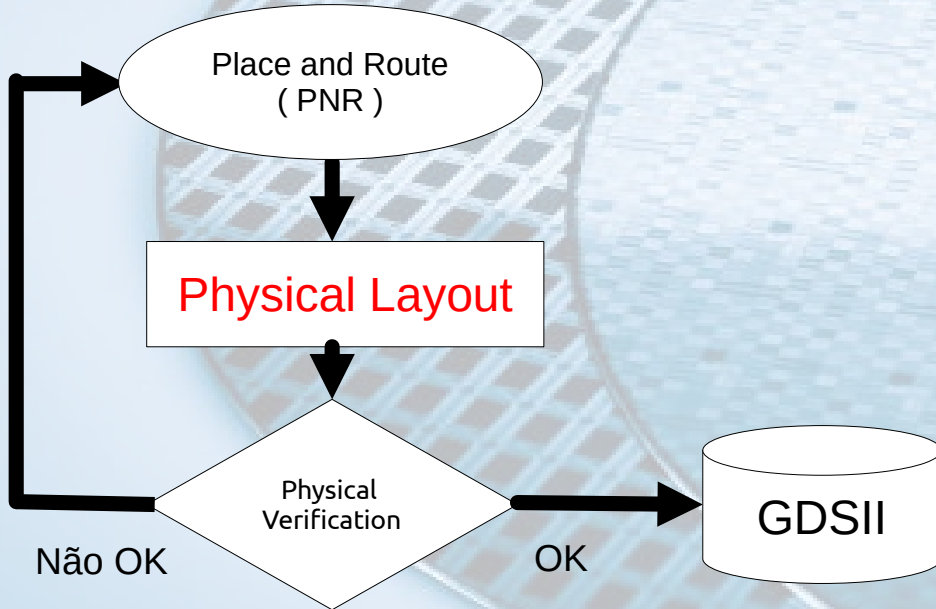 Place and Route
( PNR )
Physical Layout
Physical
Verification
GDSII
Não OK
OK